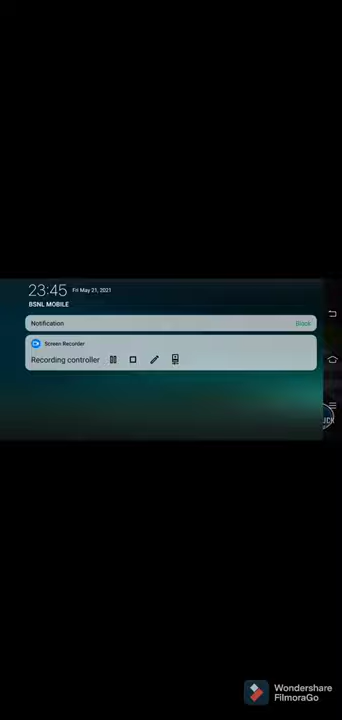 23:45 Fri May 21, 2021
BSNL MOBILE
Notification Block
Screen Recorder
Recording controller
Wondershare
FilmoraGo